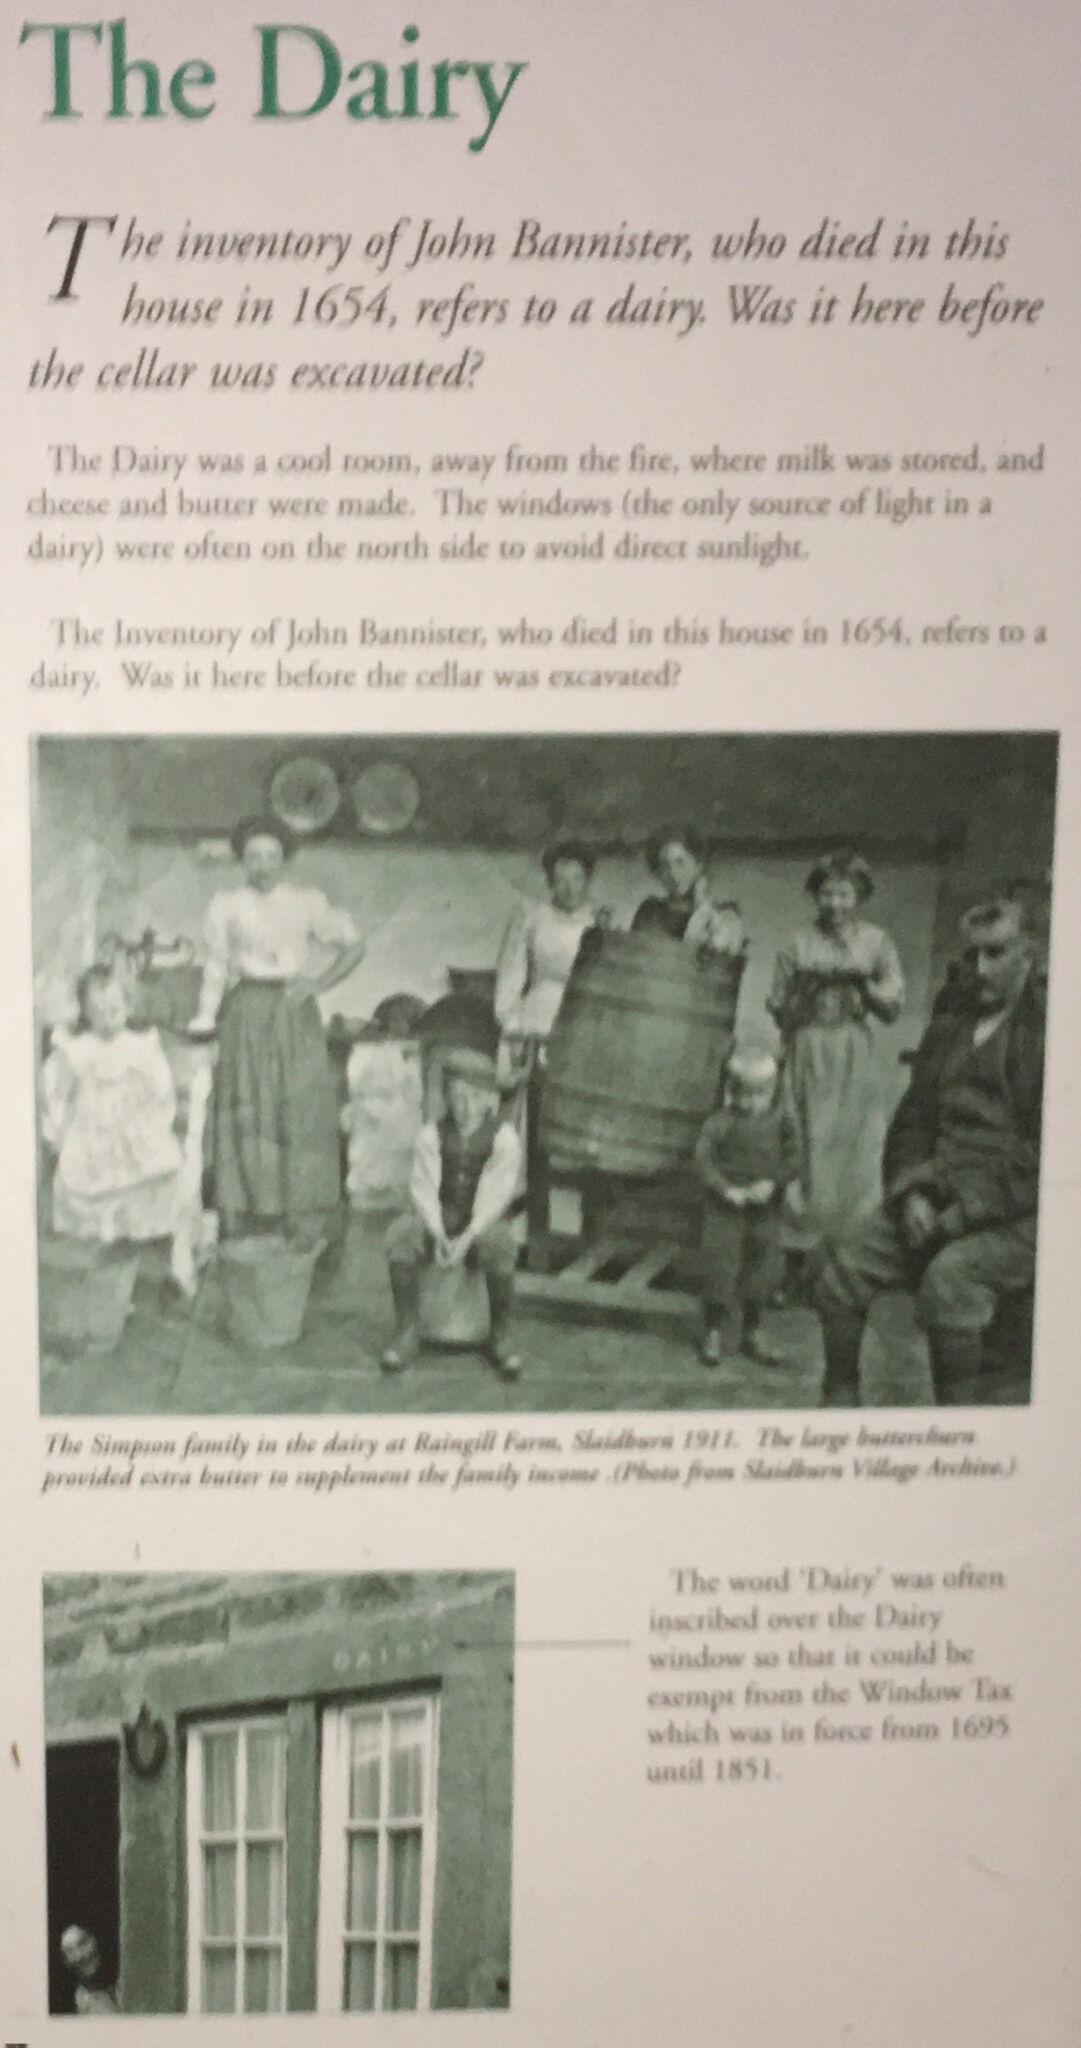 The Dairy
The inventory of John Bannister, who died in this
house in 1654, refers to a dairy. Was it here before
the cellar was excavated?
The Dairy was a cool room, away from the fire, where milk was stored, and
cheese and butter were made. The windows (the only source of light in a
dairy) were often on the north side to avoid direct sunlight.
The Inventory of John Bannister, who died in this house in 1654, refers to a
dairy. Was it here before the cellar was excavated?
The Simpson family in the dairy at Raingill Farm, Slaidburn 1911. The large butterchurn
provided extra butter to supplement the family income .(Photo from Slaidburn Village Archive.)
DAIRY
The word 'Dairy' was often
inscribed over the Dairy
window so that it could be
exempt from the Window Tax
which was in force from 1695
until 1851.